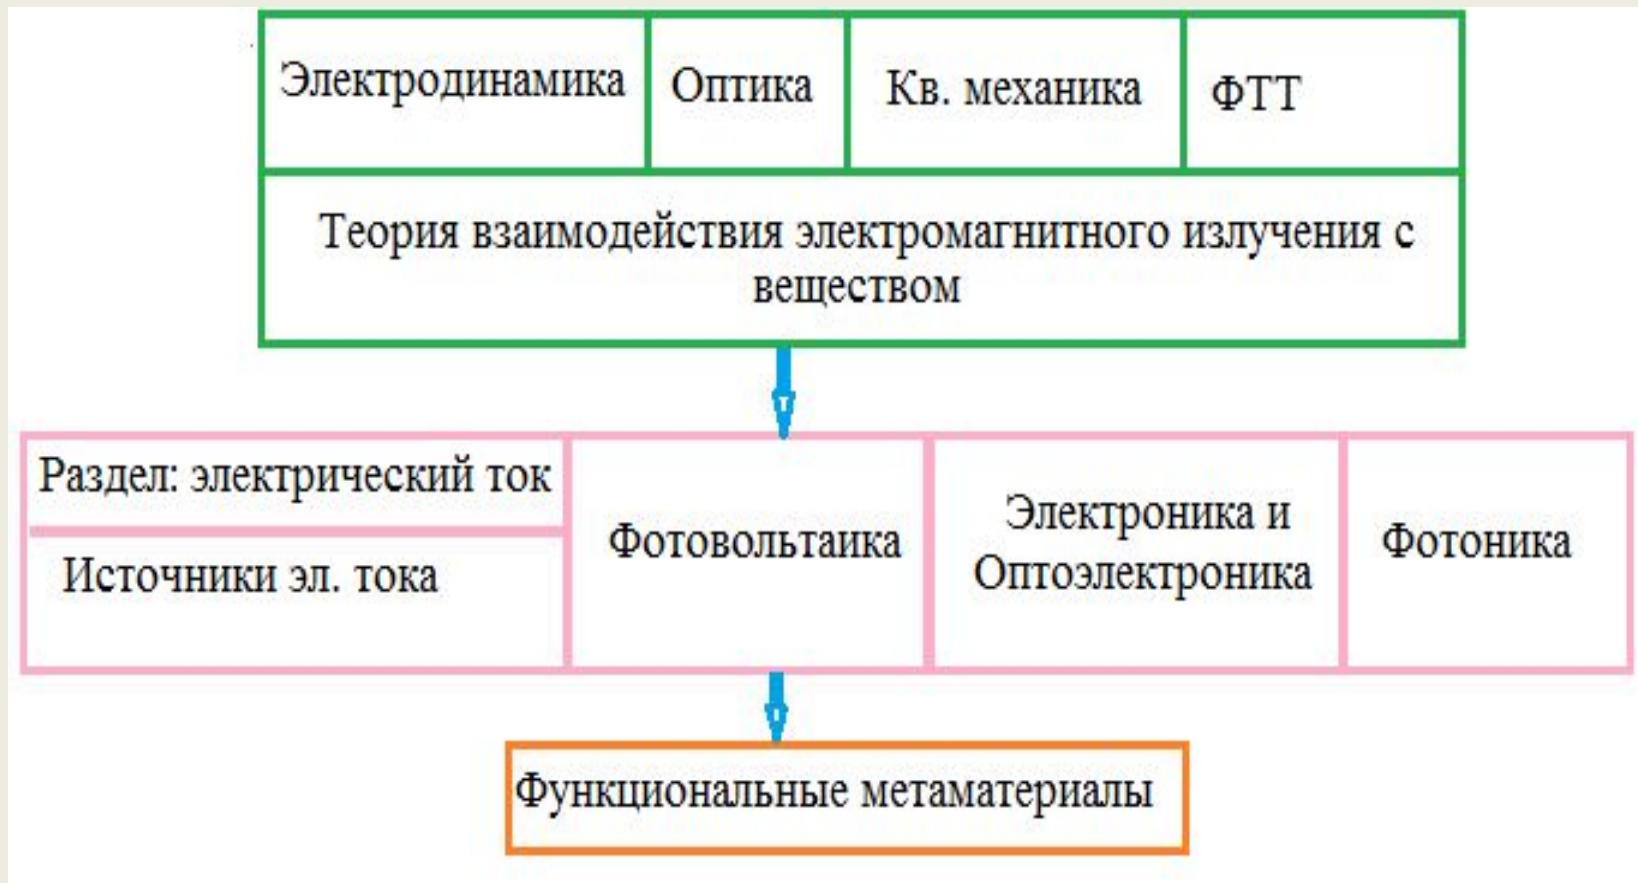 Электродинамика
Оптика
Кв. механика
ФТТ
Теория взаимодействия электромагнитного излучения с
веществом
Раздел: электрический ток
Источники эл. тока
Фотовольтаика
Электроника и
Оптоэлектроника
Фотоника
Функциональные метаматериалы